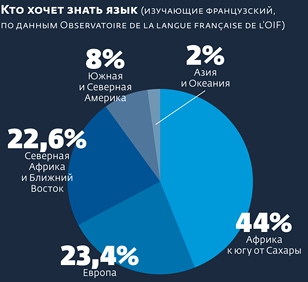 Кто хочет знать язык (изучающие французский,
по данным Observatoire de la langue française de l'OIF)
8%
Южная
и Северная
Америка
2%
Азия
и Океания
22,6%
Северная
Африка
и Ближний
Восток
44%
Африка
к югу от Сахары
23,4%
Европа